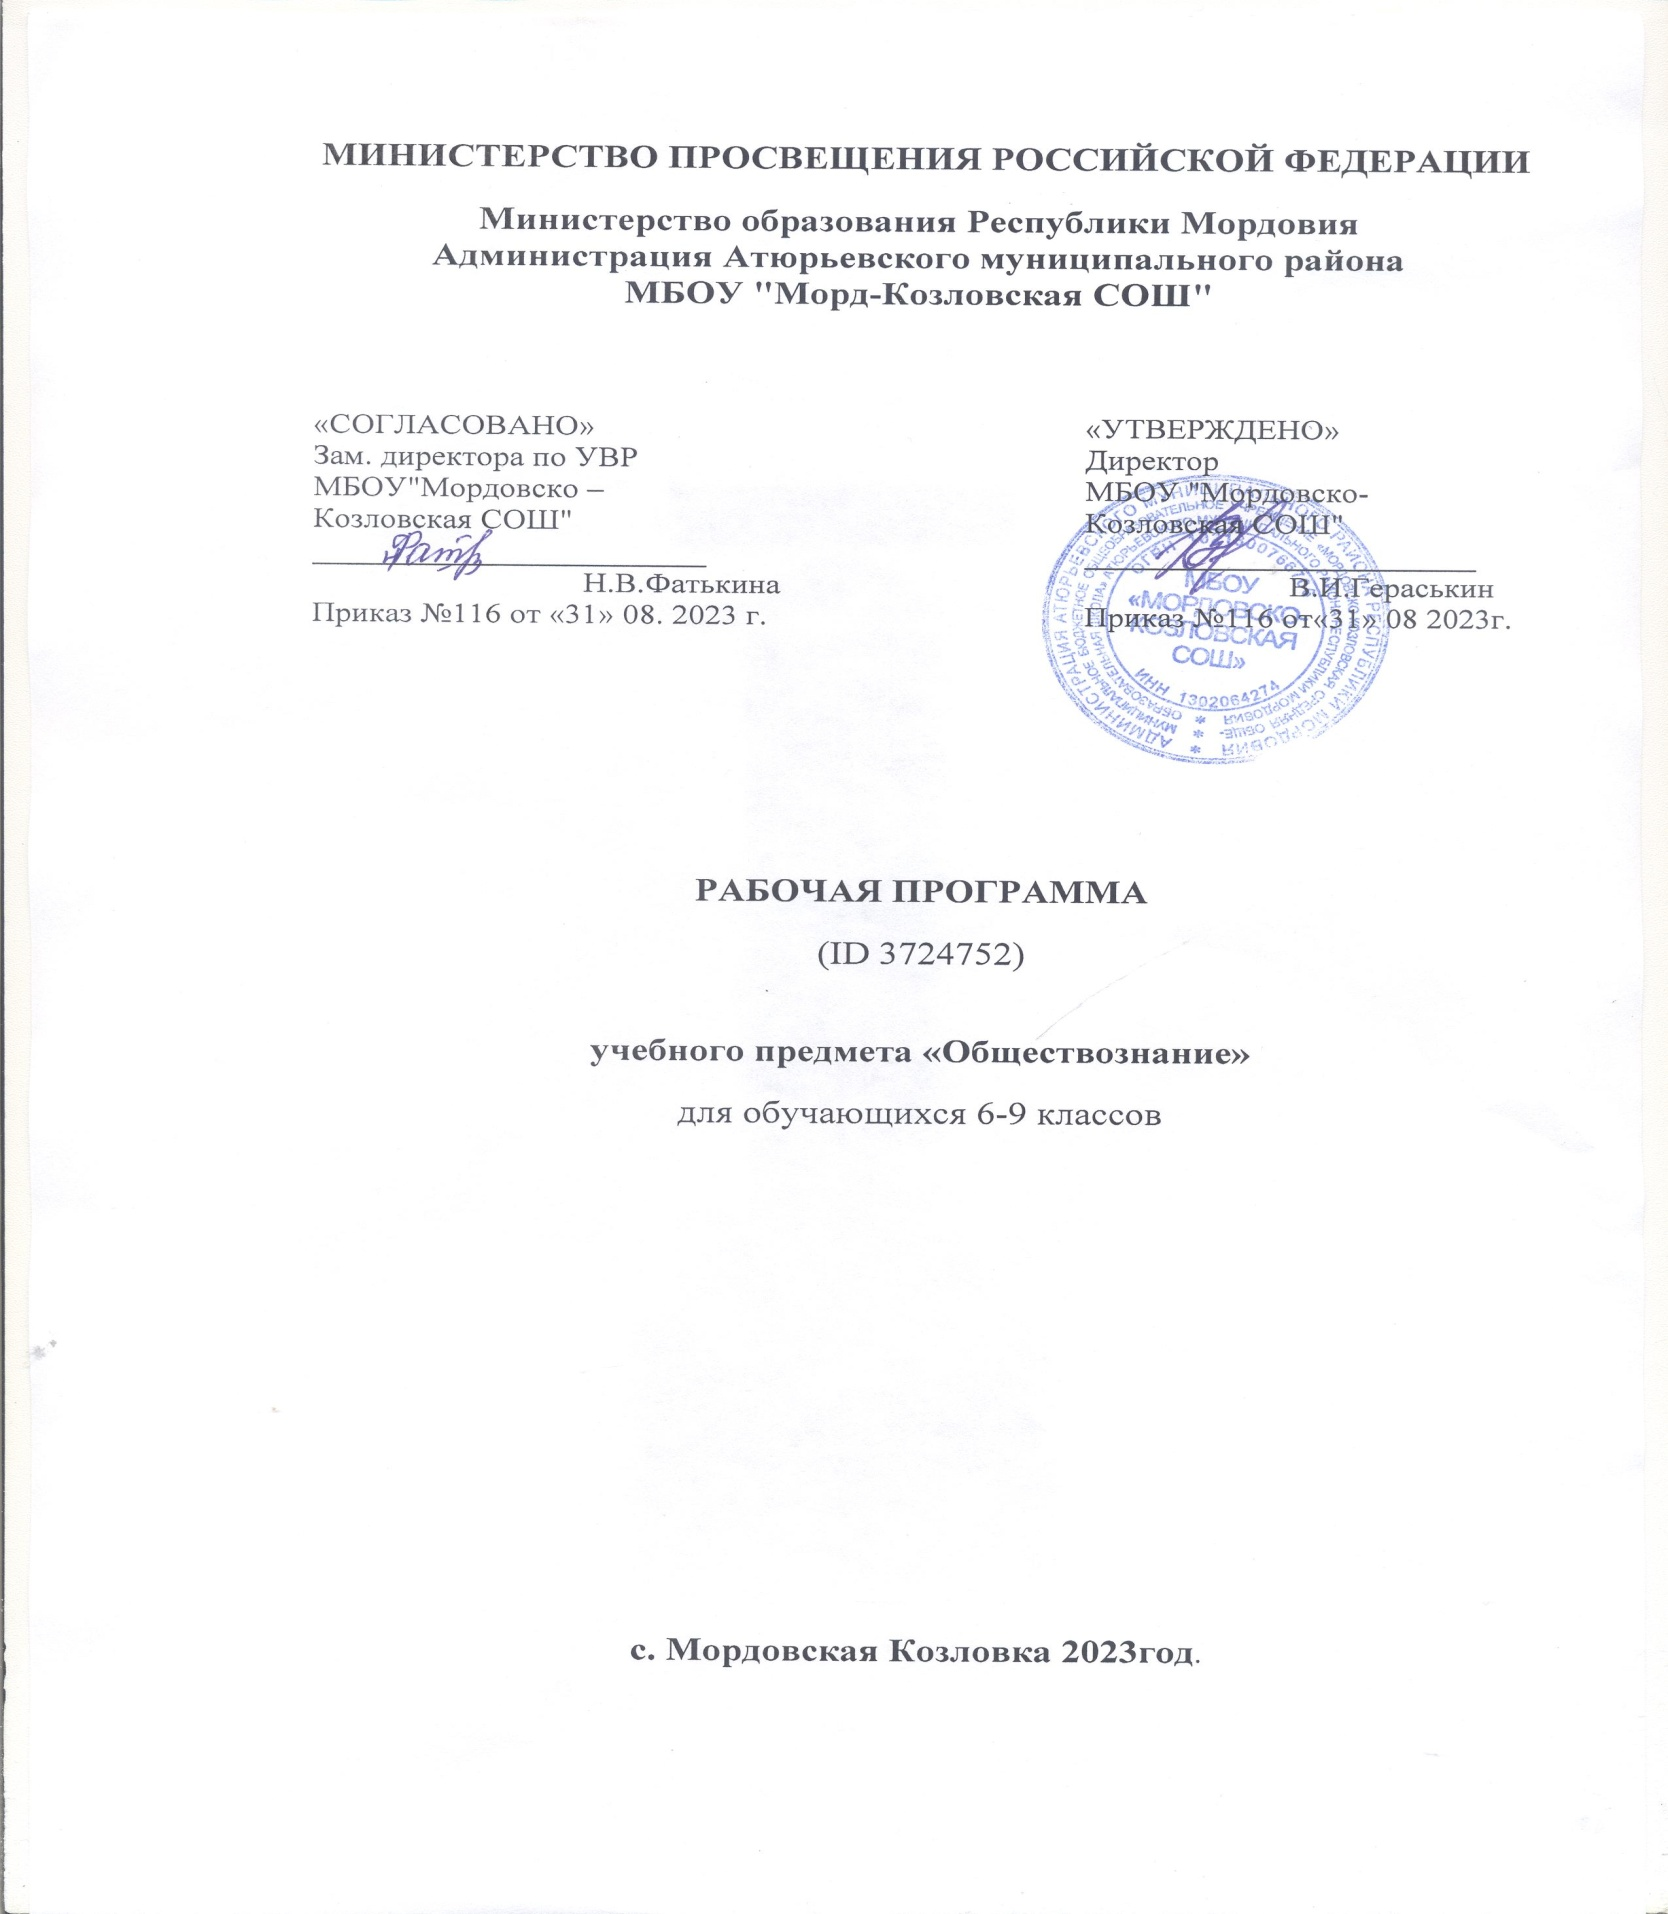 МИНИСТЕРСТВО ПРОСВЕЩЕНИЯ РОССИЙСКОЙ ФЕДЕРАЦИИ
Министерство образования Республики Мордовия
Администрация Атюрьевского муниципального района
МБОУ "Морд-Козловская СОШ"
«СОГЛАСОВАНО»
Зам. директора по УВР
МБОУ"Мордовско –
Козловская СОШ"
Н.В.Фатькина
Приказ №116 от «31» 08. 2023 г.
«УТВЕРЖДЕНО»
Директор
МБОУ "Мордовско-
Козловская СОШ"
В.И.Гераськин
Приказ №116 от«31» 08 2023г.
МБОУ
«МОРДОВСКО-
КОЗЛОВСКАЯ
СОШ»
ИНН 1302064274
РАБОЧАЯ ПРОГРАММА
(ID 3724752)
учебного предмета «Обществознание»
для обучающихся 6-9 классов
с. Мордовская Козловка 2023год.